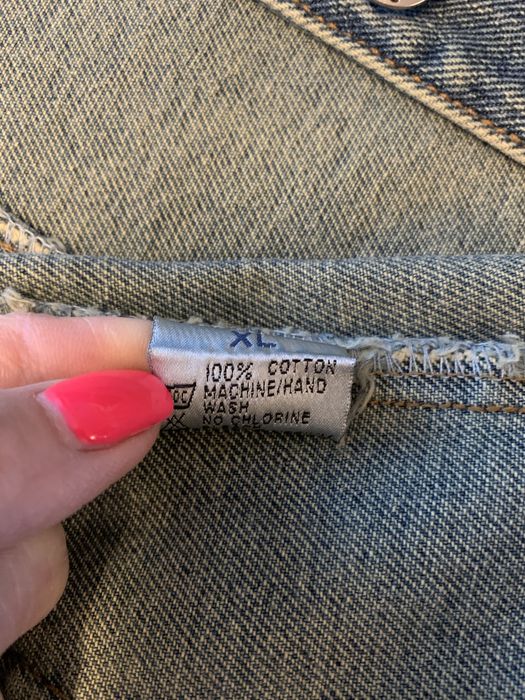 XL
100% COTTON
MACHINE/HAND
WASH
NO CHLORINE